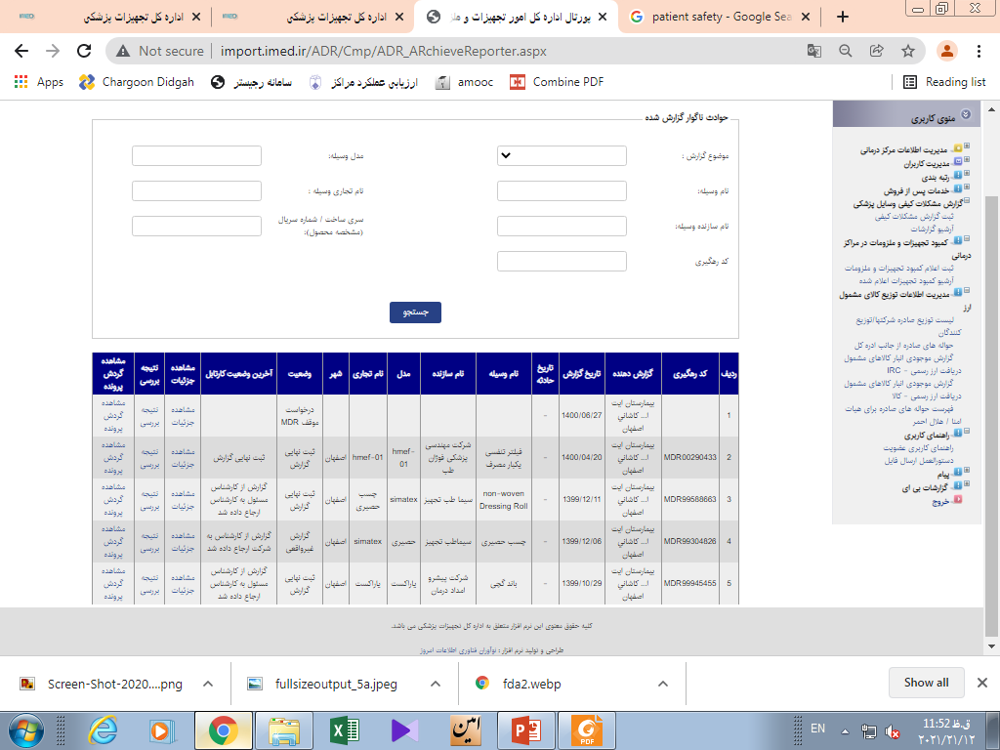 اداره کل تجهیزات پزشکی
اداره کل تجهیزات پزشکی
پورتال اداره کل امور تجهیزات و مل
patient safety - Google Sea
Not secure
import.imed.ir/ADR/Cmp/ADR_ARchieveReporter.aspx
Apps
Chargoon Didgah
سامانه رجیستر
ارزیابی عملکرد مراکز
amooc
Combine PDF
Reading list
منوی کاربری
مدیریت اطلاعات مرکز درمانی
مدیریت کاربران
رتبه بندی
خدمات پس از فروش
گزارش مشکلات کیفی وسایل پزشکی
ثبت گزارش مشکلات کیفی
آرشیو گزارشات
کمبود تجهیزات و ملزومات در مراکز
درمانی
ثبت اعلام کمبود تجهیزات و ملزومات
آرشیو کمبود تجهیزات اعلام شده
مدیریت اطلاعات توزیع کالای مشمول
ارز
لیست توزیع صادره شرکتها/توزیع
کنندگان
حواله های صادره از جانب ادره کل
گزارش موجودی انبار کالاهای مشمول
دریافت ارز رسمی - IRC
گزارش موجودی انبار کالاهای مشمول
دریافت ارز رسمی - کالا
فهرست حواله های صادره برای هیات
امنا / هلال احمر
راهنمای کاربری
راهنمای کاربری عضویت
دستورالعمل ارسال فایل
پیام
گزارشات بی ای
خروج
حوادث ناگوار گزارش شده
موضوع گزارش :
مدل وسیله:
نام وسیله:
نام تجاری وسیله :
نام سازنده وسیله:
سری ساخت / شماره سریال
(مشخصه محصول):
کد رهگیری
جستجو
ردیف کد رهگیری گزارش دهنده تاریخ گزارش تاریخ حادثه نام وسیله نام سازنده مدل نام تجاری شهر وضعیت آخرین وضعیت کارتابل مشاهده جزئیات نتیجه بررسی مشاهده گردش پرونده
1 بیمارستان ایت ا... کاشاني اصفهان 1400/06/27 - درخواست موقف MDR مشاهده جزئیات نتیجه بررسی مشاهده گردش پرونده
2 MDR00290433 بیمارستان ایت ا... کاشاني اصفهان 1400/04/20 - فیلتر تنفسی یکبار مصرف شرکت مهندسی پزشکی فوژان طب hmef-01 hmef-01 اصفهان ثبت نهایی گزارش ثبت نهایی گزارش مشاهده جزئیات نتیجه بررسی مشاهده گردش پرونده
3 MDR99588663 بیمارستان ایت ا... کاشاني اصفهان 1399/12/11 - non-woven Dressing Roll سیما طب تجهیز simatex چسب حصیری اصفهان ثبت نهایی گزارش گزارش از کارشناس مسئول به کارشناس ارجاع داده شد مشاهده جزئیات نتیجه بررسی مشاهده گردش پرونده
4 MDR99304826 بیمارستان ایت ا... کاشاني اصفهان 1399/12/06 - چسب حصیری سیماطب تجهیز حصیری simatex اصفهان گزارش غیرواقعی گزارش از کارشناس به شرکت ارجاع داده شد مشاهده جزئیات نتیجه بررسی مشاهده گردش پرونده
5 MDR99945455 بیمارستان ایت ا... کاشاني اصفهان 1399/10/29 - باند گچی شرکت پیشرو امداد درمان پاراکست پاراکست اصفهان ثبت نهایی گزارش گزارش از کارشناس مسئول به کارشناس ارجاع داده شد مشاهده جزئیات نتیجه بررسی مشاهده گردش پرونده
کلیه حقوق معنوی این نرم افزار متعلق به اداره کل تجهیزات پزشکی می باشد.
طراحی و تولید نرم افزار : نوآوران فناوری اطلاعات امروز
Screen-Shot-2020....png
fullsizeoutput_5a.jpeg
fda2.webp
Show all
امین
PDF
EN
11:52 ق.ظ
۲۰۲۱/۲۱/۱۲